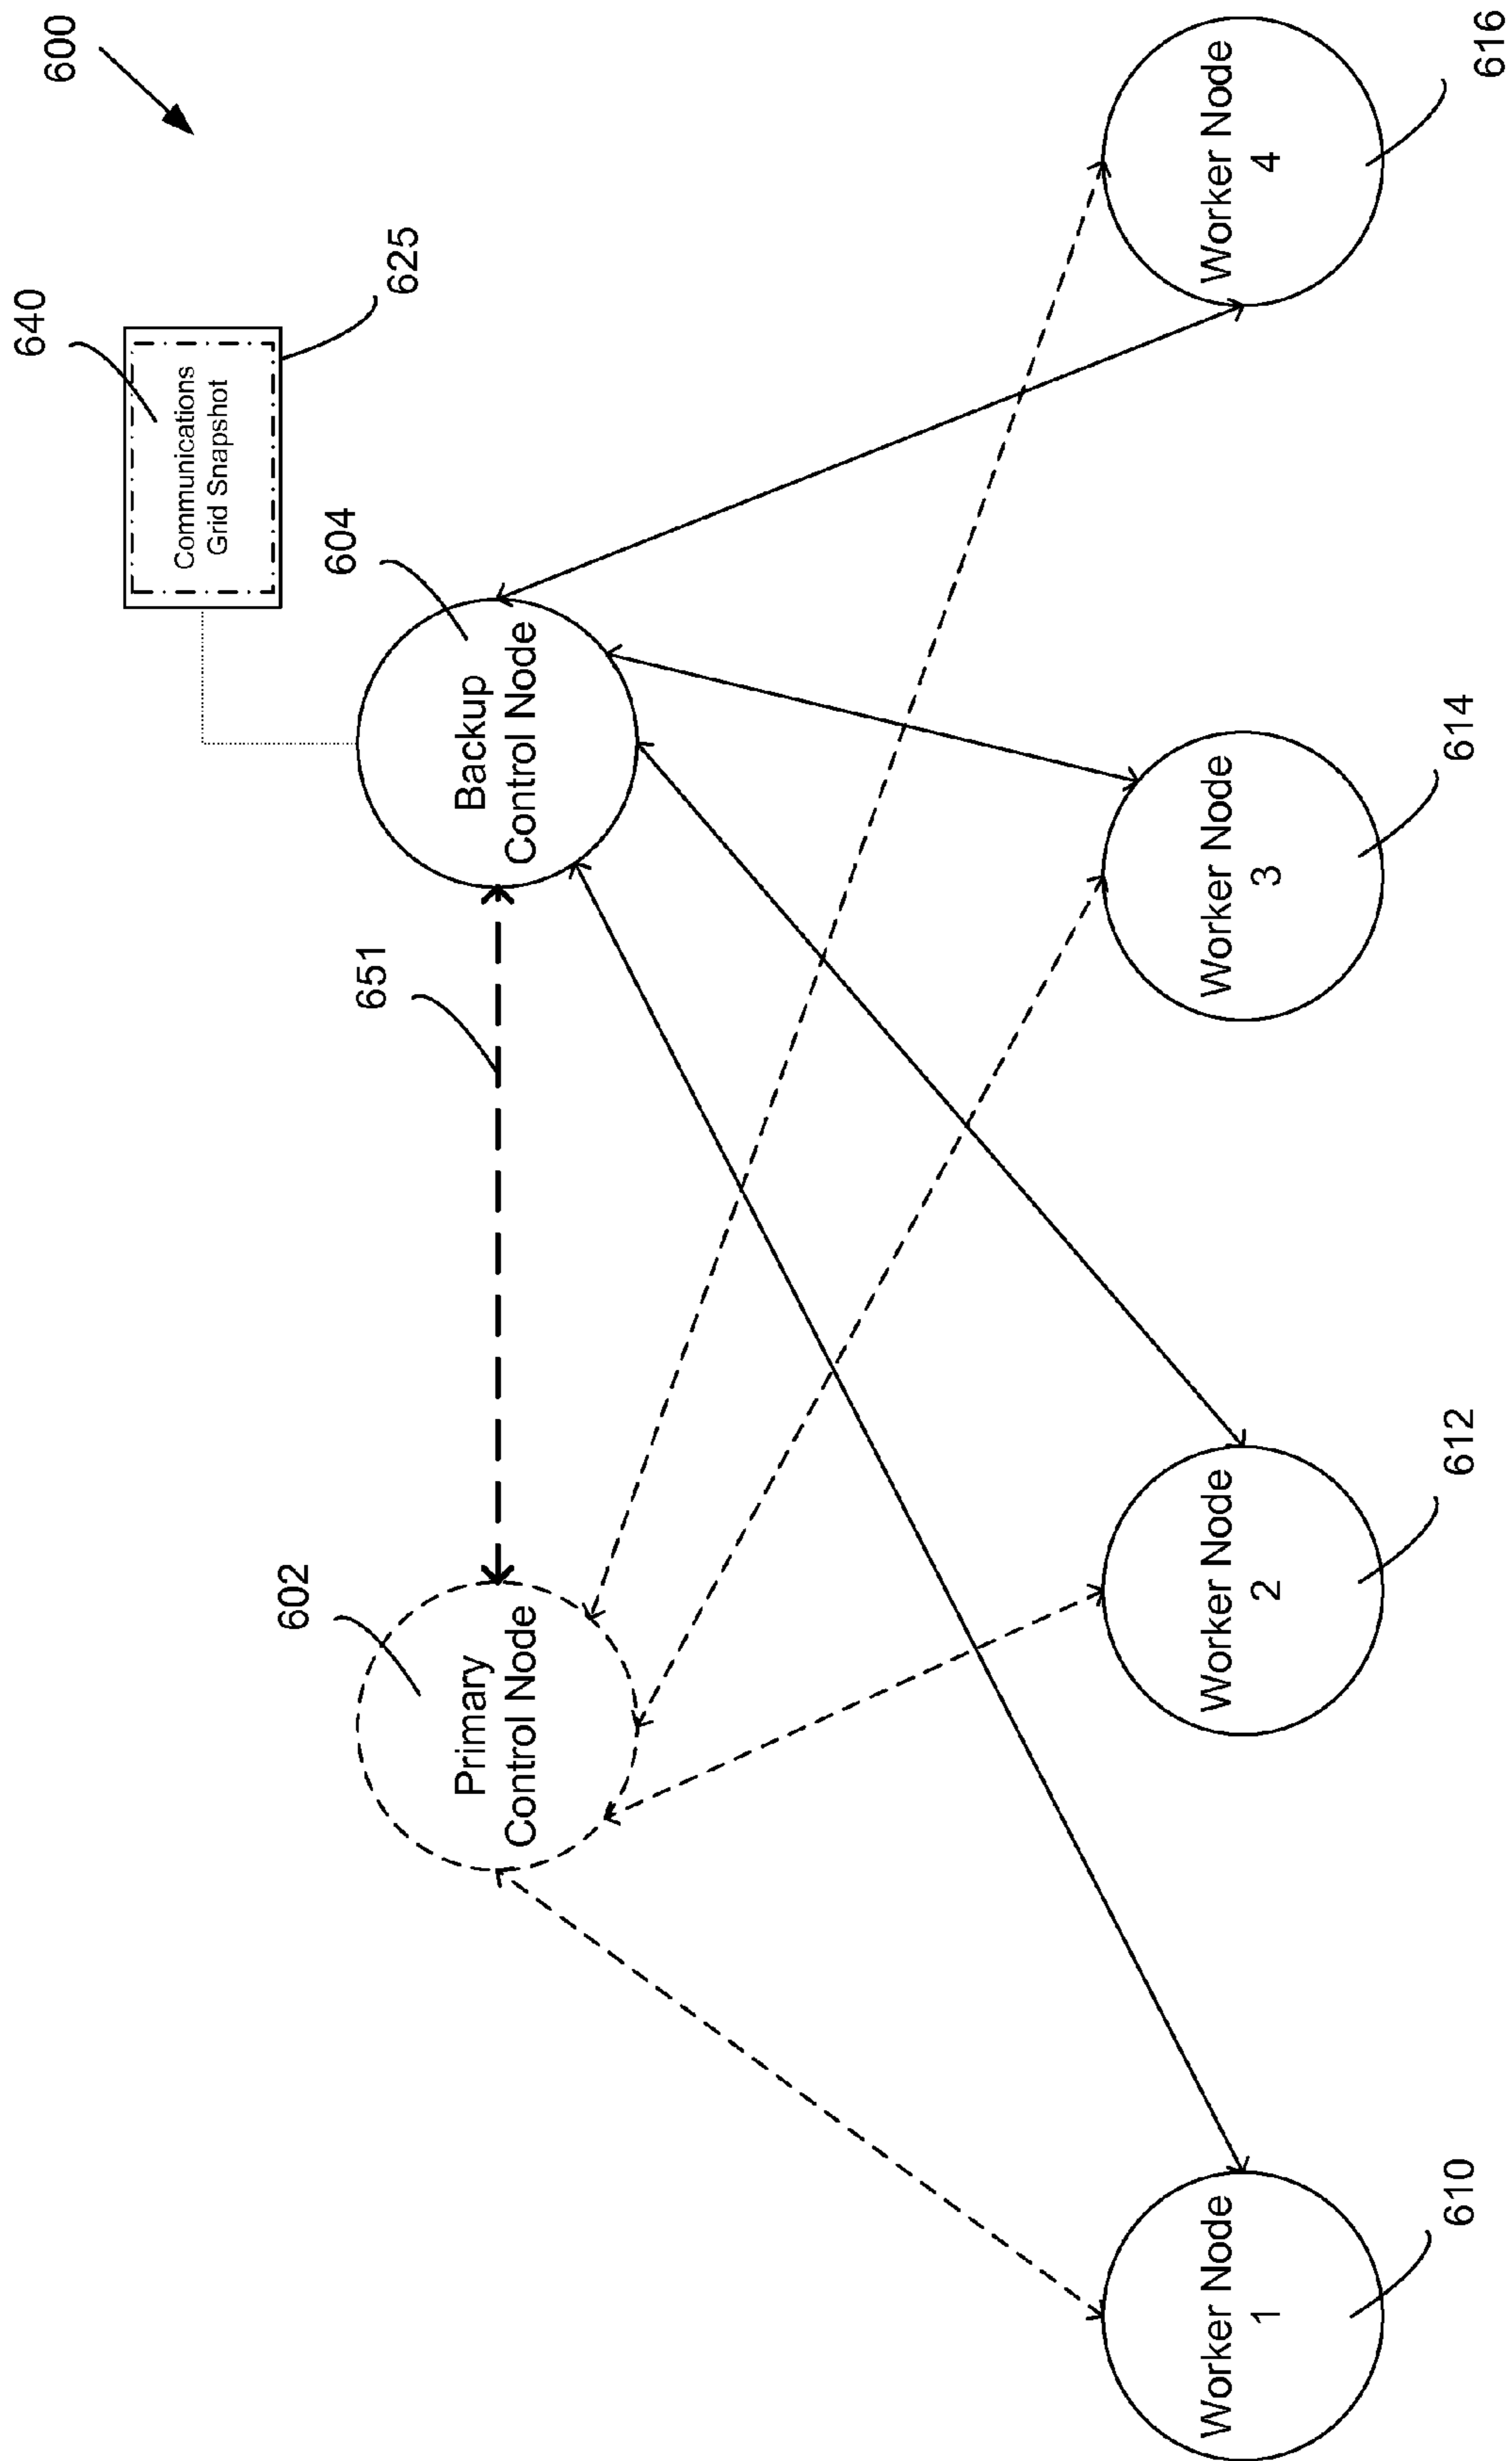 600
640
Communications
Grid Snapshot
625
604
Backup
Control Node
651
602
Primary
Control Node
Worker Node
1
610
Worker Node
2
612
Worker Node
3
614
Worker Node
4
616